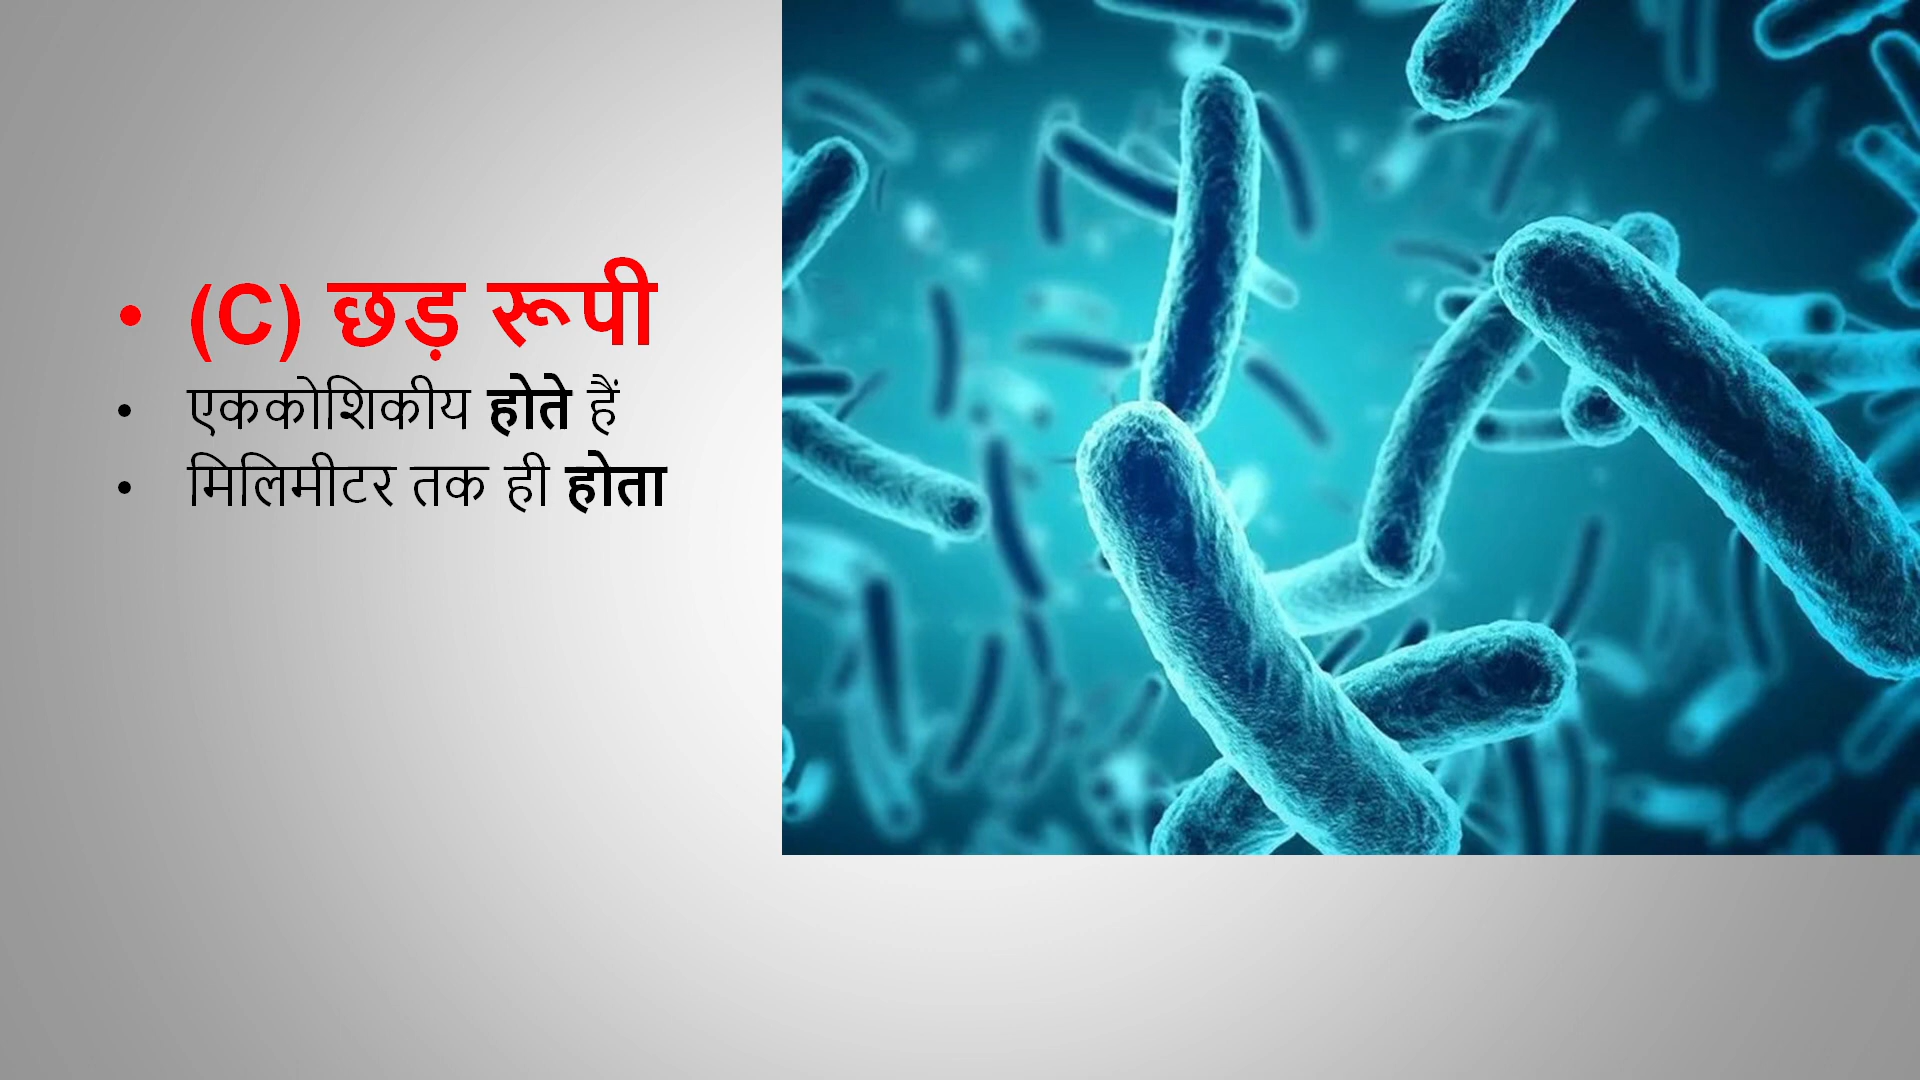 • (C) छड़ रूपी
• एककोशिकीय होते हैं
• मिलिमीटर तक ही होता